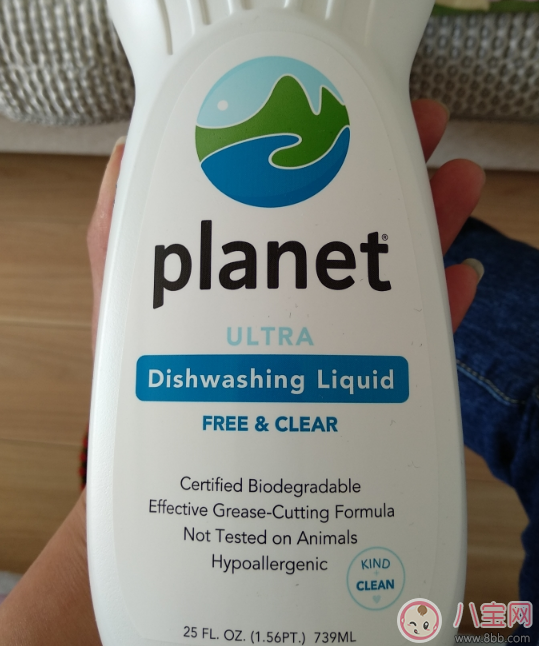 planet®
ULTRA
Dishwashing Liquid
FREE & CLEAR
Certified Biodegradable
Effective Grease-Cutting Formula
Not Tested on Animals
Hypoallergenic
KIND
+
CLEAN
25 FL. OZ. (1.56PT.) 739ML
八宝网
www.8bb.com